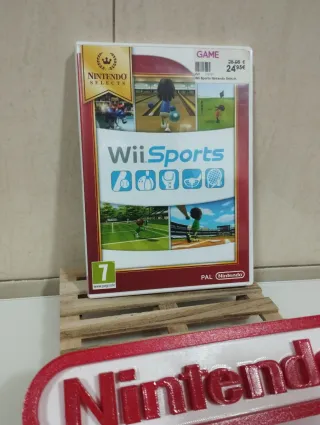 GAME
24'95€
NINTENDO
SELECTS
Wii Sports
7
PAL Nintendo
Nintendo